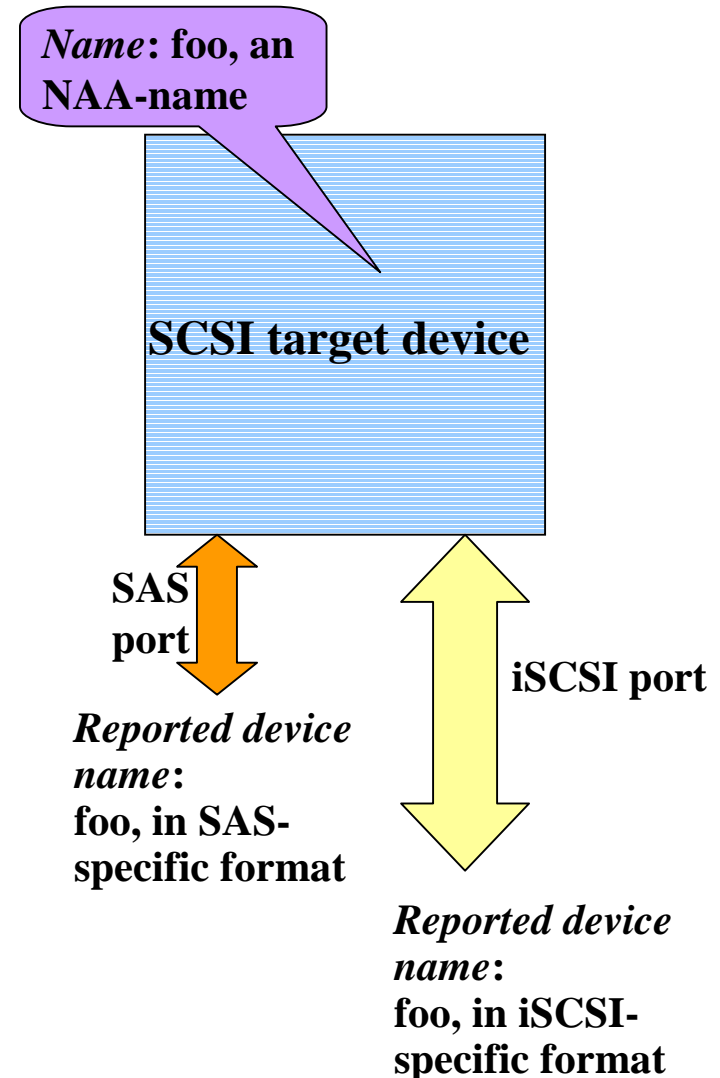 Name: foo, an
NAA-name
SCSI target device
SAS
port
iSCSI port
Reported device
name:
foo, in SAS-
specific format
Reported device
name:
foo, in iSCSI-
specific format